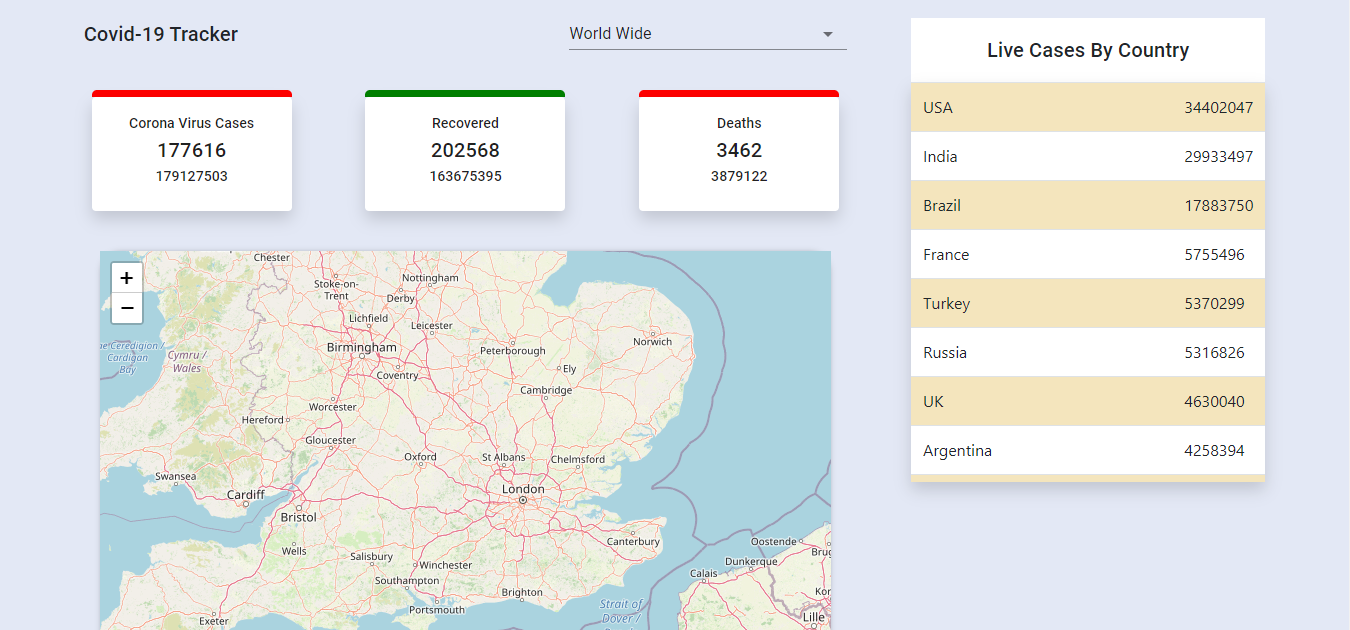 Covid-19 Tracker
World Wide
Corona Virus Cases
177616
179127503
Recovered
202568
163675395
Deaths
3462
3879122
Live Cases By Country
USA 34402047
India 29933497
Brazil 17883750
France 5755496
Turkey 5370299
Russia 5316826
UK 4630040
Argentina 4258394
+
−
Chester
Stoke-on-
Trent
Nottingham
Derby
Lichfield
Leicester
Birmingham
Peterborough
Norwich
Ceredigion /
Cardigan
Bay
Cymru /
Wales
Coventry
Ely
Cambridge
Worcester
Hereford
Gloucester
Oxford
St Albans
Chelmsford
Swansea
Cardiff
London
Bristol
Wells
Salisbury
Winchester
Canterbury
Southampton
Brighton
Portsmouth
Exeter
Strait of
Dover /
Oostende
Brug
Dunkerque
Calais
Kor
Lille